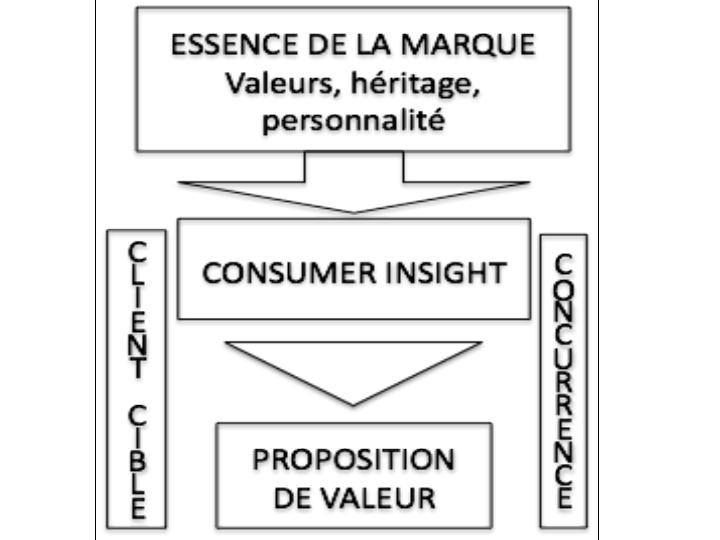 ESSENCE DE LA MARQUE
Valeurs, héritage,
personnalité
CONSUMER INSIGHT
CLIENT CIBLE
CONCURRENCE
PROPOSITION
DE VALEUR